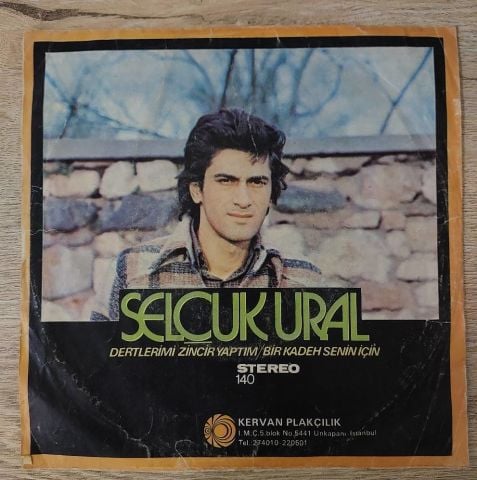 SELÇUK URAL
DERTLERİMİ ZİNCİR YAPTIM / BİR KADEH SENİN İÇİN
STEREO
140
KERVAN PLAKÇILIK
I.M.Ç.5.blok No.5441 Unkapanı-İstanbul
Tel: 274010-220501